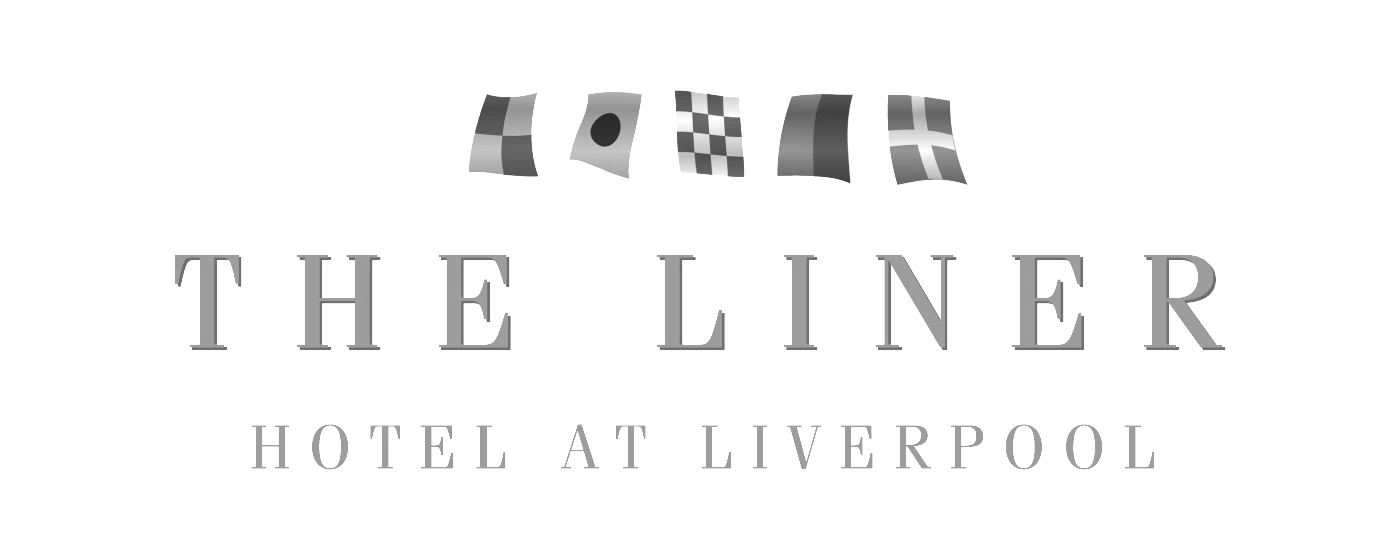 THE LINER
HOTEL AT LIVERPOOL